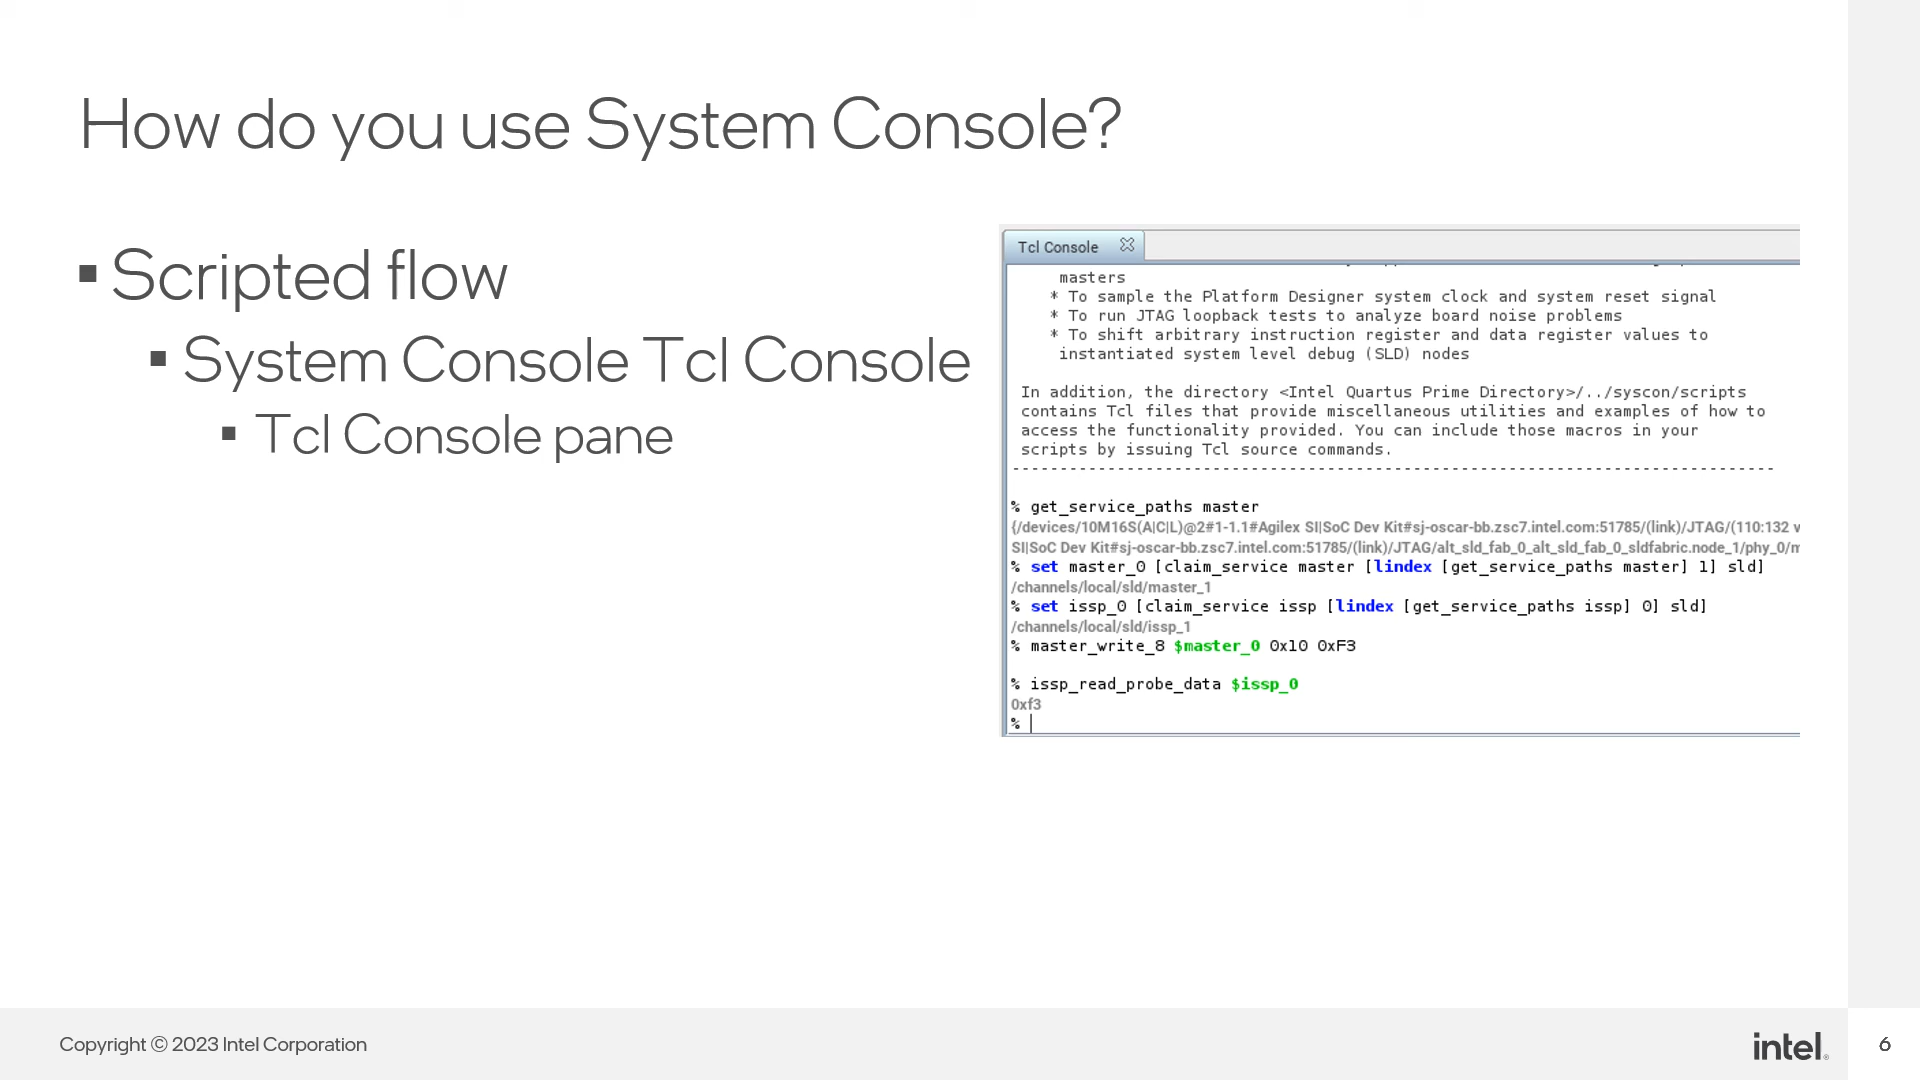 How do you use System Console?
▪ Scripted flow
▪ System Console Tcl Console
▪ Tcl Console pane
Tcl Console
masters
* To sample the Platform Designer system clock and system reset signal
* To run JTAG loopback tests to analyze board noise problems
* To shift arbitrary instruction register and data register values to
instantiated system level debug (SLD) nodes
In addition, the directory <Intel Quartus Prime Directory>/../syscon/scripts
contains Tcl files that provide miscellaneous utilities and examples of how to
access the functionality provided. You can include those macros in your
scripts by issuing Tcl source commands.
--------------------------------------------------------------------------------
% get_service_paths master
{/devices/10M16S(A|C|L)@2#1-1.1#Agilex SI|SoC Dev Kit#sj-oscar-bb.zsc7.intel.com:51785/(link)/JTAG/(110:132 v
SI|SoC Dev Kit#sj-oscar-bb.zsc7.intel.com:51785/(link)/JTAG/alt_sld_fab_0_alt_sld_fab_0_sldfabric.node_1/phy_0/m
% set master_0 [claim_service master [lindex [get_service_paths master] 1] sld]
/channels/local/sld/master_1
% set issp_0 [claim_service issp [lindex [get_service_paths issp] 0] sld]
/channels/local/sld/issp_1
% master_write_8 $master_0 0x10 0xF3
% issp_read_probe_data $issp_0
0xf3
%
Copyright © 2023 Intel Corporation
intel.
6